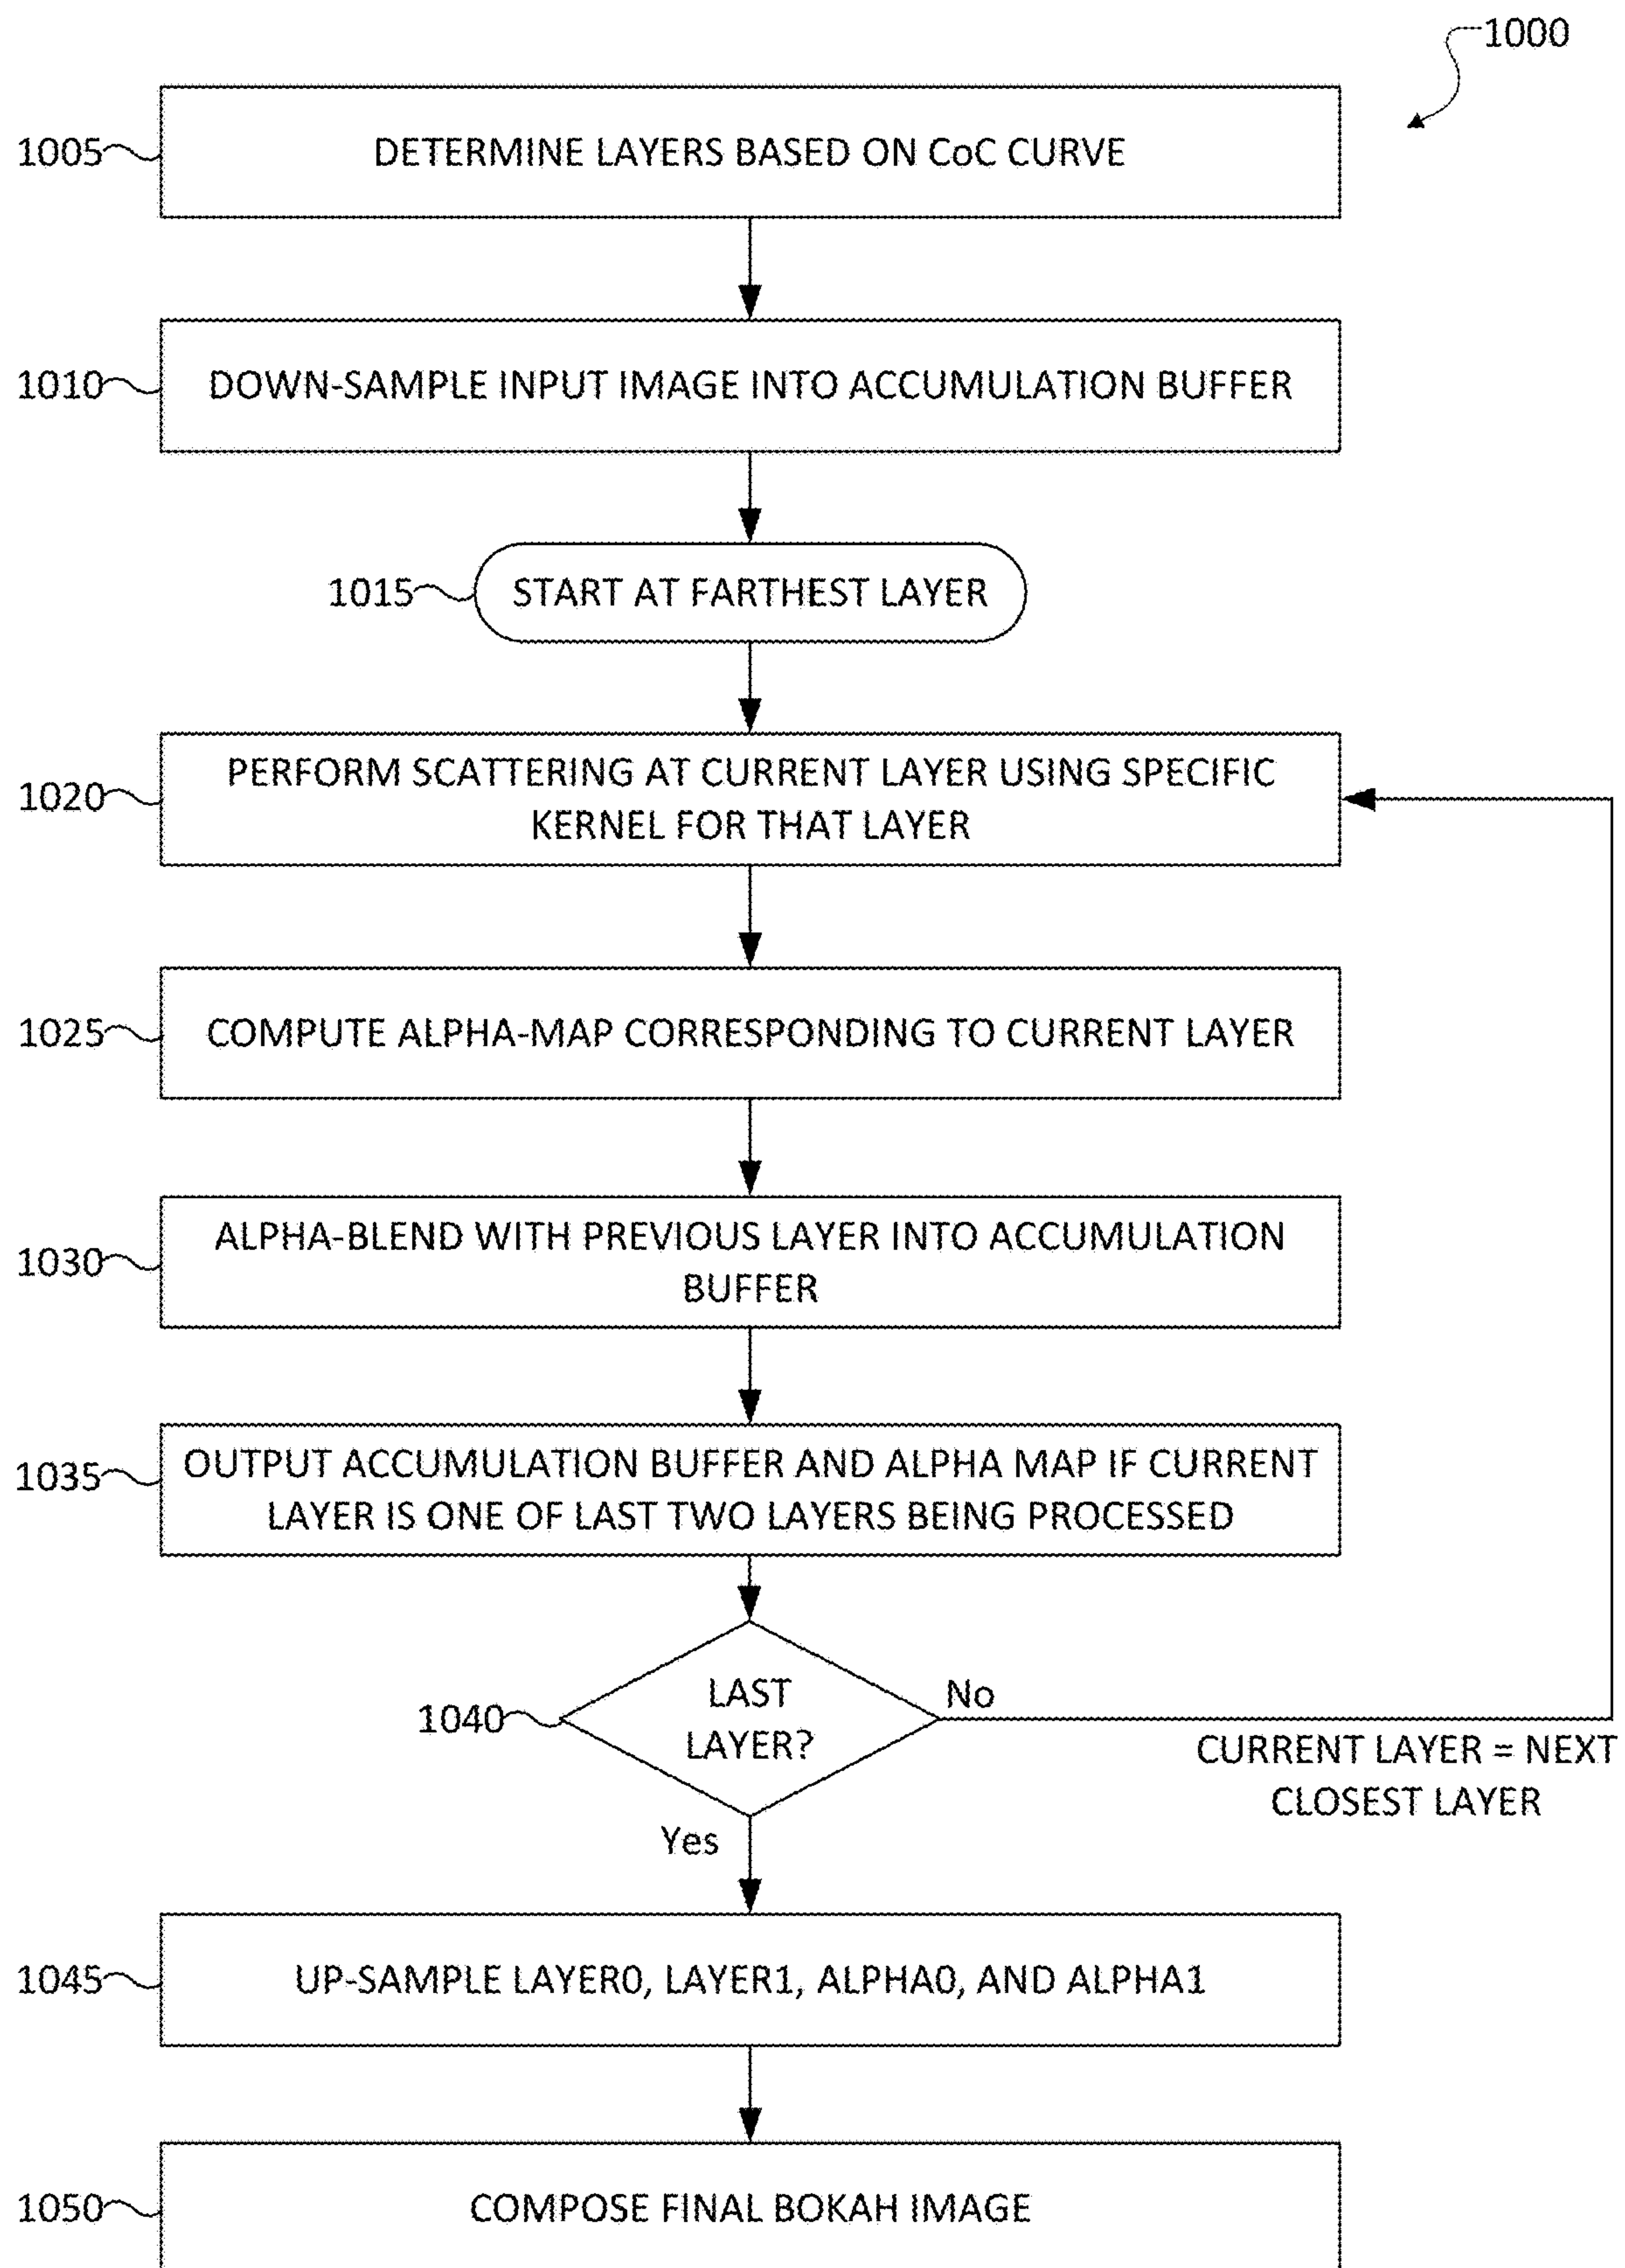 1000
1005
DETERMINE LAYERS BASED ON CoC CURVE
1010
DOWN-SAMPLE INPUT IMAGE INTO ACCUMULATION BUFFER
1015
START AT FARTHEST LAYER
1020
PERFORM SCATTERING AT CURRENT LAYER USING SPECIFIC
KERNEL FOR THAT LAYER
1025
COMPUTE ALPHA-MAP CORRESPONDING TO CURRENT LAYER
1030
ALPHA-BLEND WITH PREVIOUS LAYER INTO ACCUMULATION
BUFFER
1035
OUTPUT ACCUMULATION BUFFER AND ALPHA MAP IF CURRENT
LAYER IS ONE OF LAST TWO LAYERS BEING PROCESSED
1040
LAST
LAYER?
No
CURRENT LAYER = NEXT
CLOSEST LAYER
Yes
1045
UP-SAMPLE LAYER0, LAYER1, ALPHA0, AND ALPHA1
1050
COMPOSE FINAL BOKAH IMAGE